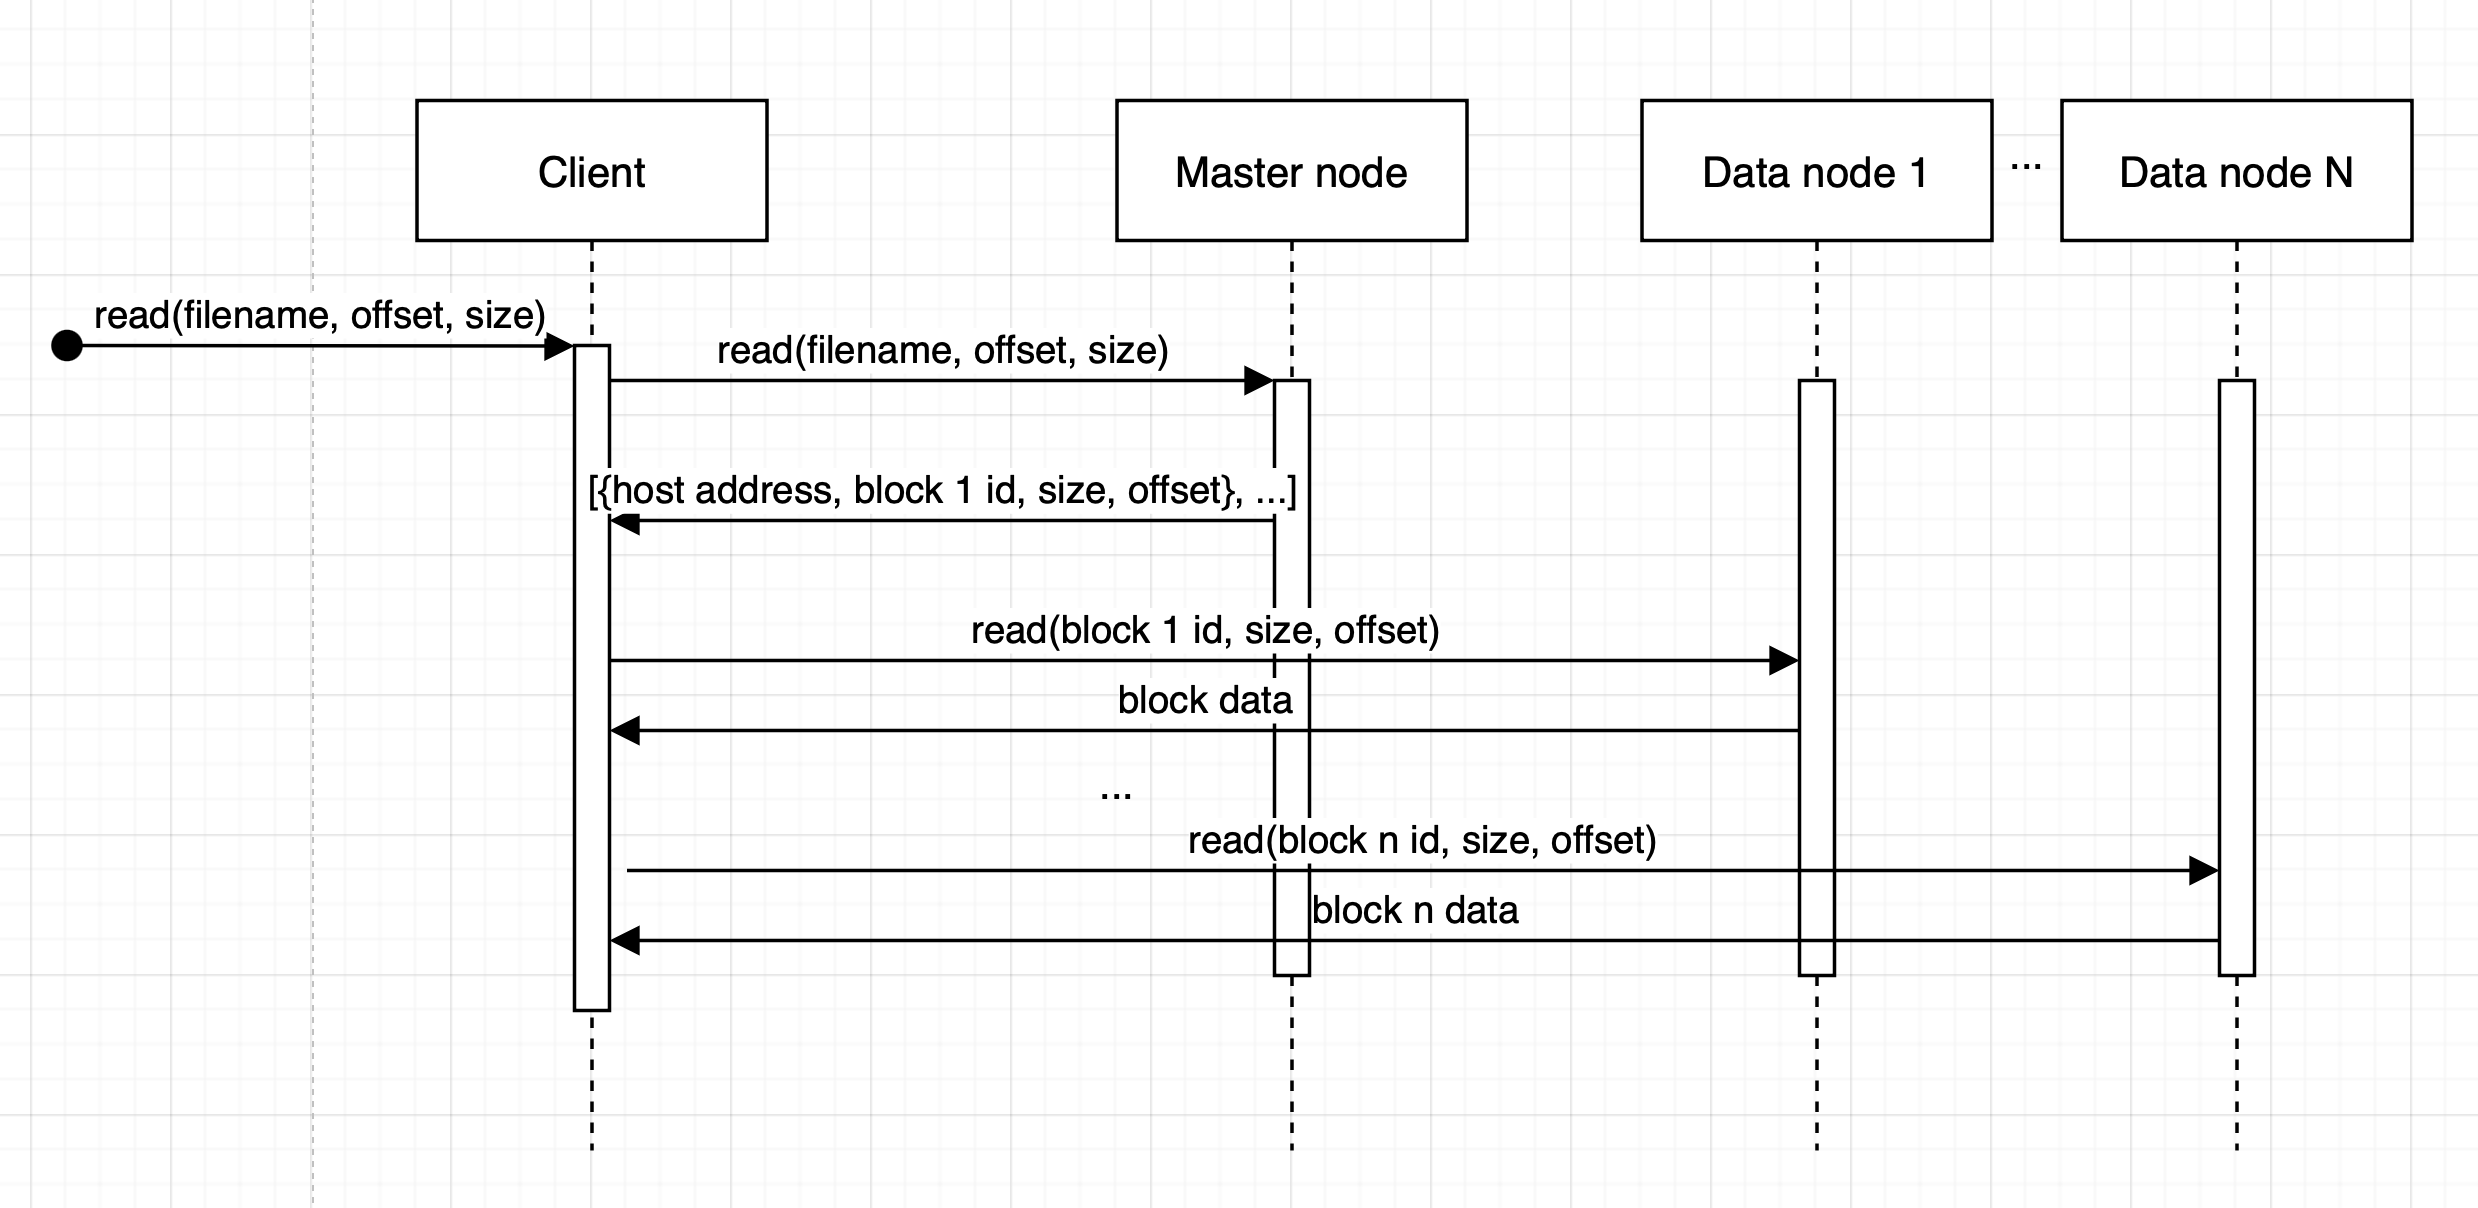 Client
Master node
Data node 1
...
Data node N
read(filename, offset, size)
read(filename, offset, size)
[{host address, block 1 id, size, offset}, ...]
read(block 1 id, size, offset)
block data
...
read(block n id, size, offset)
block n data